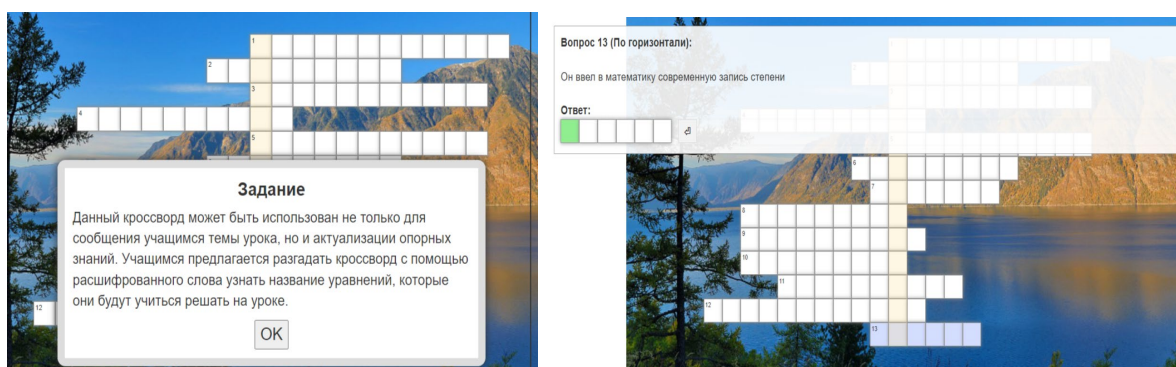 1
2
3
4
5
Задание
Данный кроссворд может быть использован не только для
сообщения учащимся темы урока, но и актуализации опорных
знаний. Учащимся предлагается разгадать кроссворд с помощью
расшифрованного слова узнать название уравнений, которые
они будут учиться решать на уроке.
OK
12
Вопрос 13 (По горизонтали):
Он ввел в математику современную запись степени
Ответ:
6
7
8
9
10
11
12
13